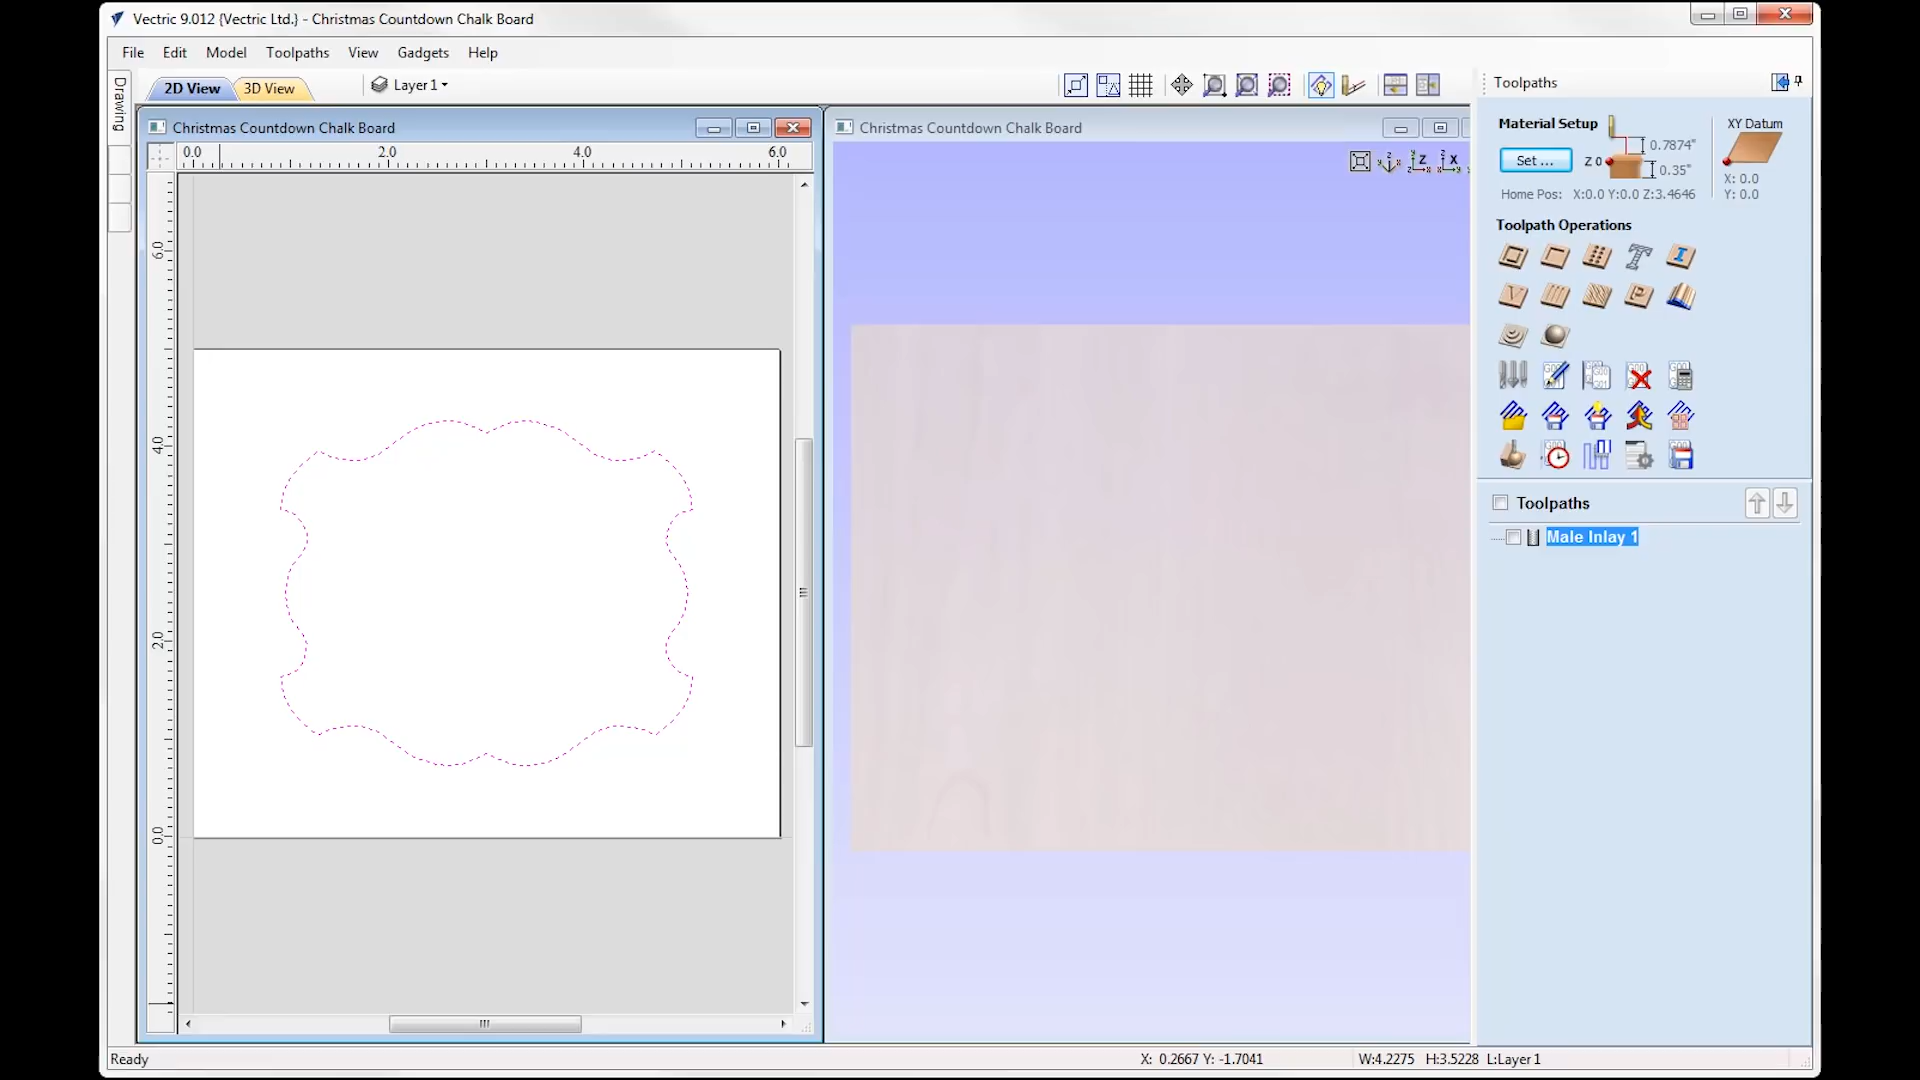 Vectric 9.012 {Vectric Ltd.} - Christmas Countdown Chalk Board
File Edit Model Toolpaths View Gadgets Help
Drawing
2D View 3D View Layer 1
Toolpaths
Christmas Countdown Chalk Board
Christmas Countdown Chalk Board
0.0 2.0 4.0 6.0
6.0
4.0
2.0
0.0
Material Setup
Set ...
Z 0
0.7874"
0.35"
XY Datum
X: 0.0
Y: 0.0
Home Pos: X:0.0 Y:0.0 Z:3.4646
Toolpath Operations
Toolpaths
Male Inlay 1
Ready
X: 0.2667 Y: -1.7041
W:4.2275 H:3.5228 L:Layer 1